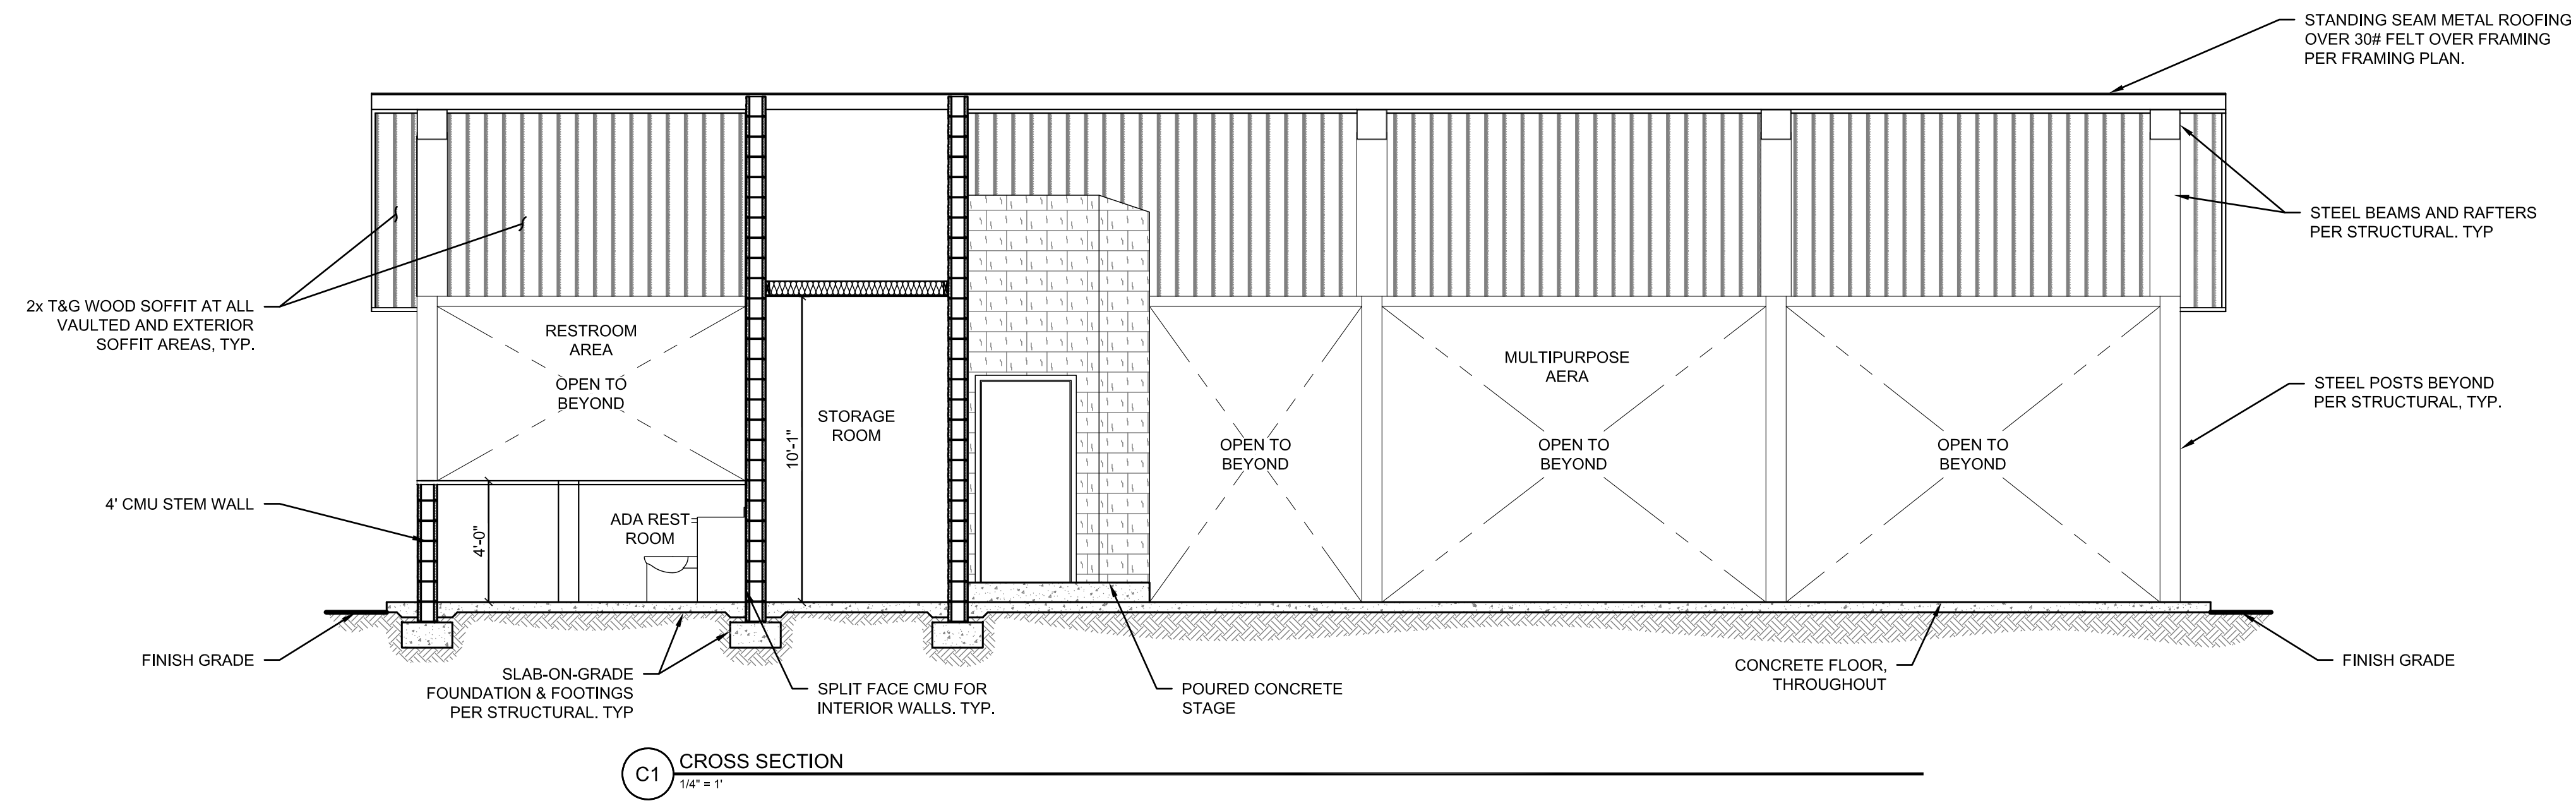 STANDING SEAM METAL ROOFING
OVER 30# FELT OVER FRAMING
PER FRAMING PLAN.
STEEL BEAMS AND RAFTERS
PER STRUCTURAL. TYP
2x T&G WOOD SOFFIT AT ALL
VAULTED AND EXTERIOR
SOFFIT AREAS, TYP.
RESTROOM
AREA
OPEN TO
BEYOND
STORAGE
ROOM
10'-1"
MULTIPURPOSE
AERA
OPEN TO
BEYOND
OPEN TO
BEYOND
OPEN TO
BEYOND
STEEL POSTS BEYOND
PER STRUCTURAL, TYP.
4' CMU STEM WALL
4'-0"
ADA REST
ROOM
FINISH GRADE
SLAB-ON-GRADE
FOUNDATION & FOOTINGS
PER STRUCTURAL. TYP
SPLIT FACE CMU FOR
INTERIOR WALLS. TYP.
POURED CONCRETE
STAGE
CONCRETE FLOOR,
THROUGHOUT
FINISH GRADE
C1
CROSS SECTION
1/4" = 1'